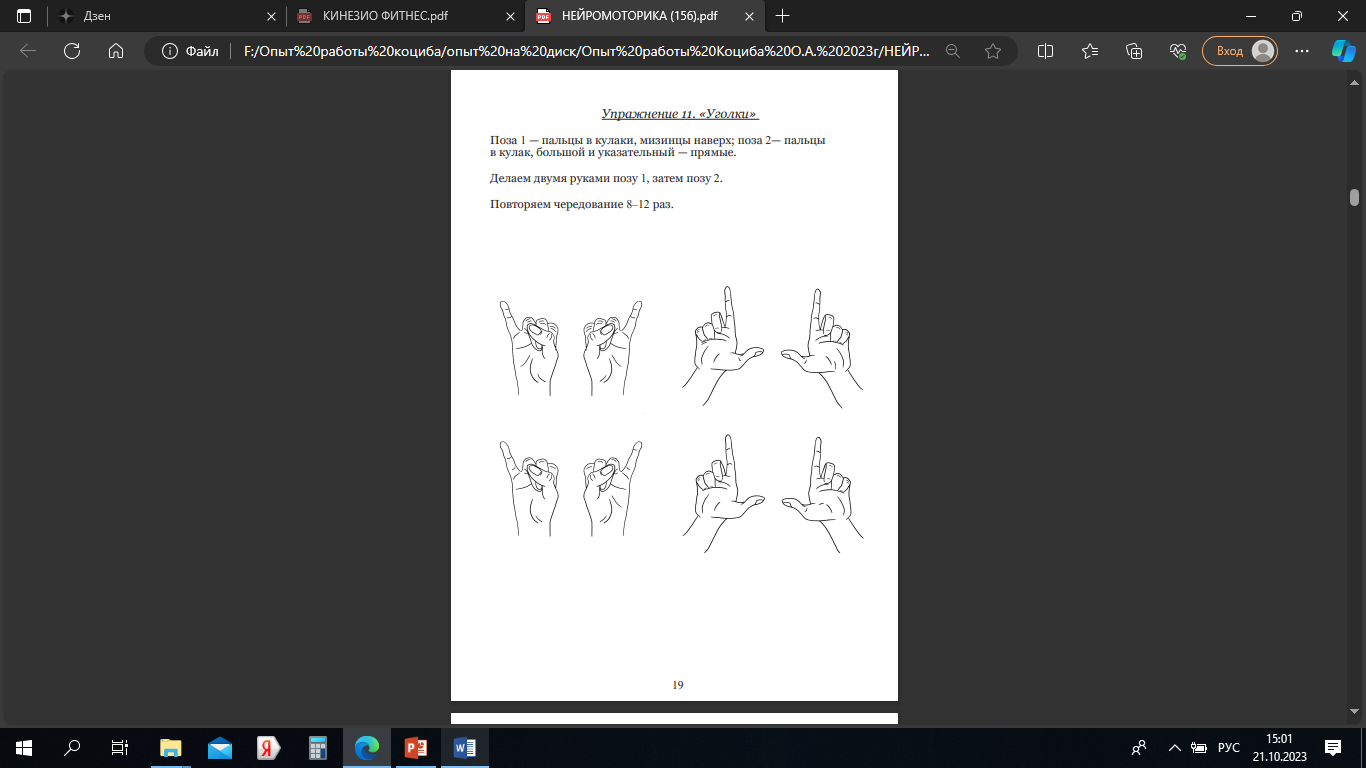 Дзен
КИНЕЗИО ФИТНЕС.pdf
НЕЙРОМОТОРИКА (156).pdf
Файл
F:/Опыт%20работы%20коциба/опыт%20на%20диск/Опыт%20работы%20Коциба%20О.А.%202023г/НЕЙР...
Вход
Упражнение 11. «Уголки»
Поза 1 — пальцы в кулаки, мизинцы наверх; поза 2— пальцы
в кулак, большой и указательный — прямые.
Делаем двумя руками позу 1, затем позу 2.
Повторяем чередование 8–12 раз.
19
РУС
15:01
21.10.2023